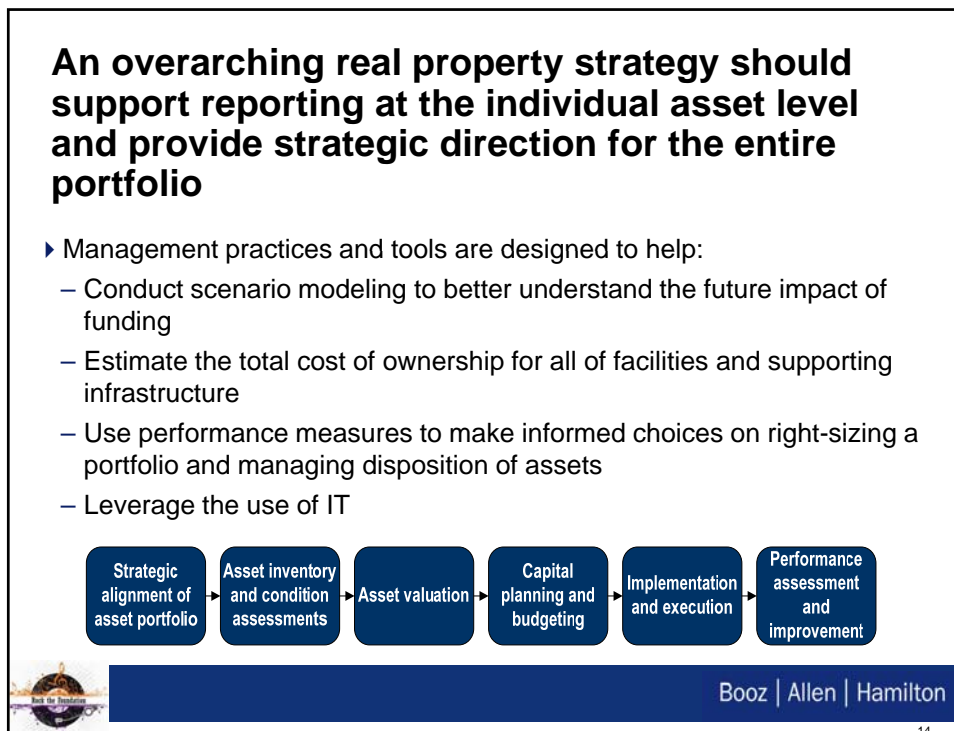 An overarching real property strategy should
support reporting at the individual asset level
and provide strategic direction for the entire
portfolio
Management practices and tools are designed to help:
– Conduct scenario modeling to better understand the future impact of
funding
– Estimate the total cost of ownership for all of facilities and supporting
infrastructure
– Use performance measures to make informed choices on right-sizing a
portfolio and managing disposition of assets
– Leverage the use of IT
Strategic
alignment of
asset portfolio
Asset inventory
and condition
assessments
Asset valuation
Capital
planning and
budgeting
Implementation
and execution
Performance
assessment
and
improvement
Rock the Foundation
Booz | Allen | Hamilton
14